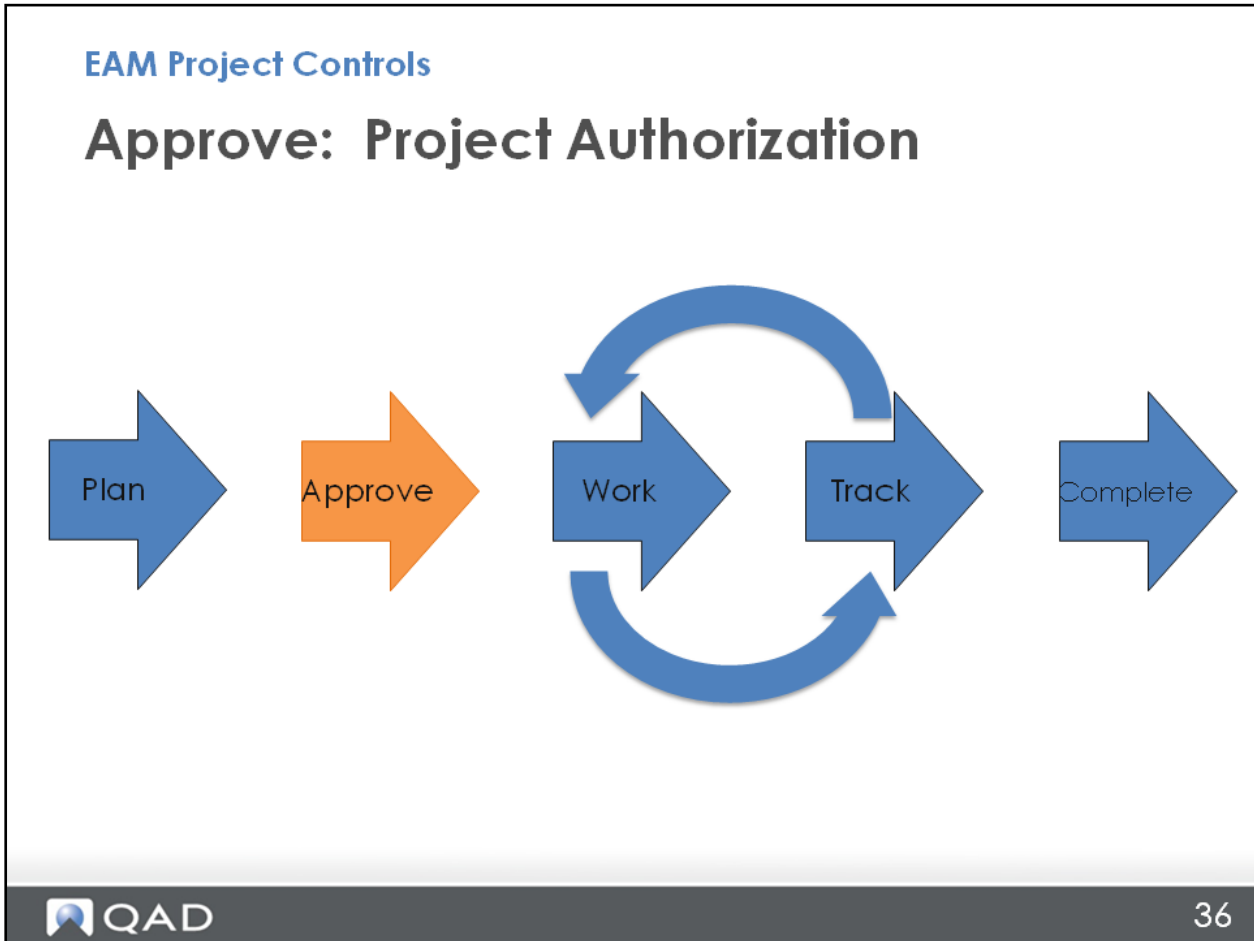 EAM Project Controls
Approve: Project Authorization
Plan
Approve
Work
Track
Complete
QAD
36